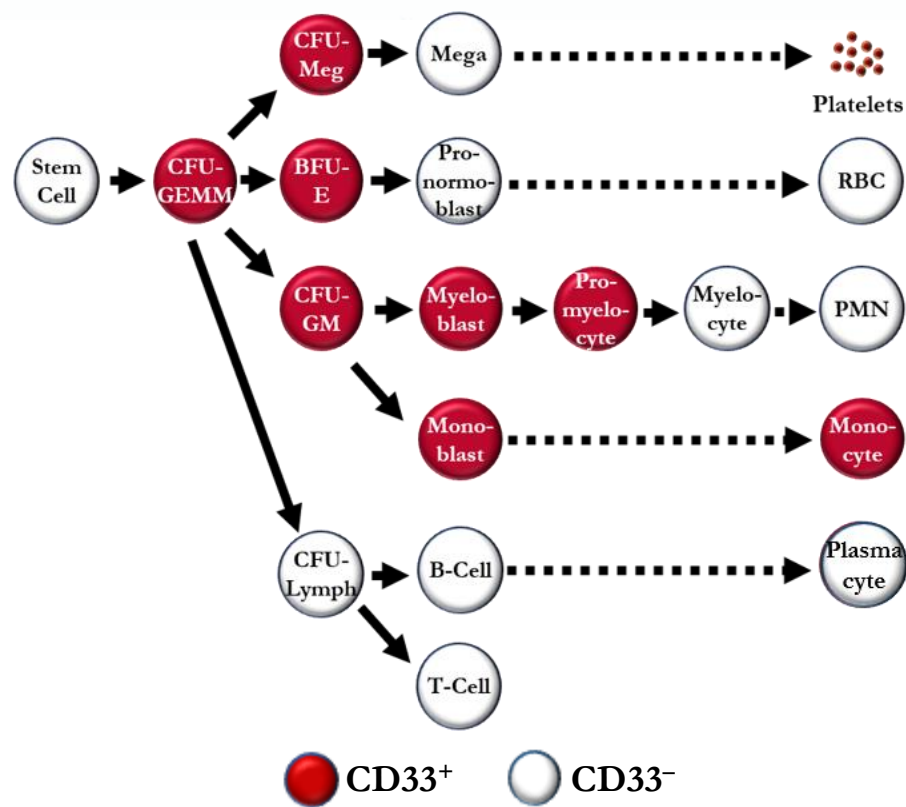 CFU-
Meg
Mega
Platelets
Stem
Cell
CFU-
GEMM
BFU-
E
Pro-
normo-
blast
RBC
CFU-
GM
Myelo-
blast
Pro-
myelo-
cyte
Myelo-
cyte
PMN
Mono-
blast
Mono-
cyte
CFU-
Lymph
B-Cell
Plasma
cyte
T-Cell
CD33⁺
CD33⁻